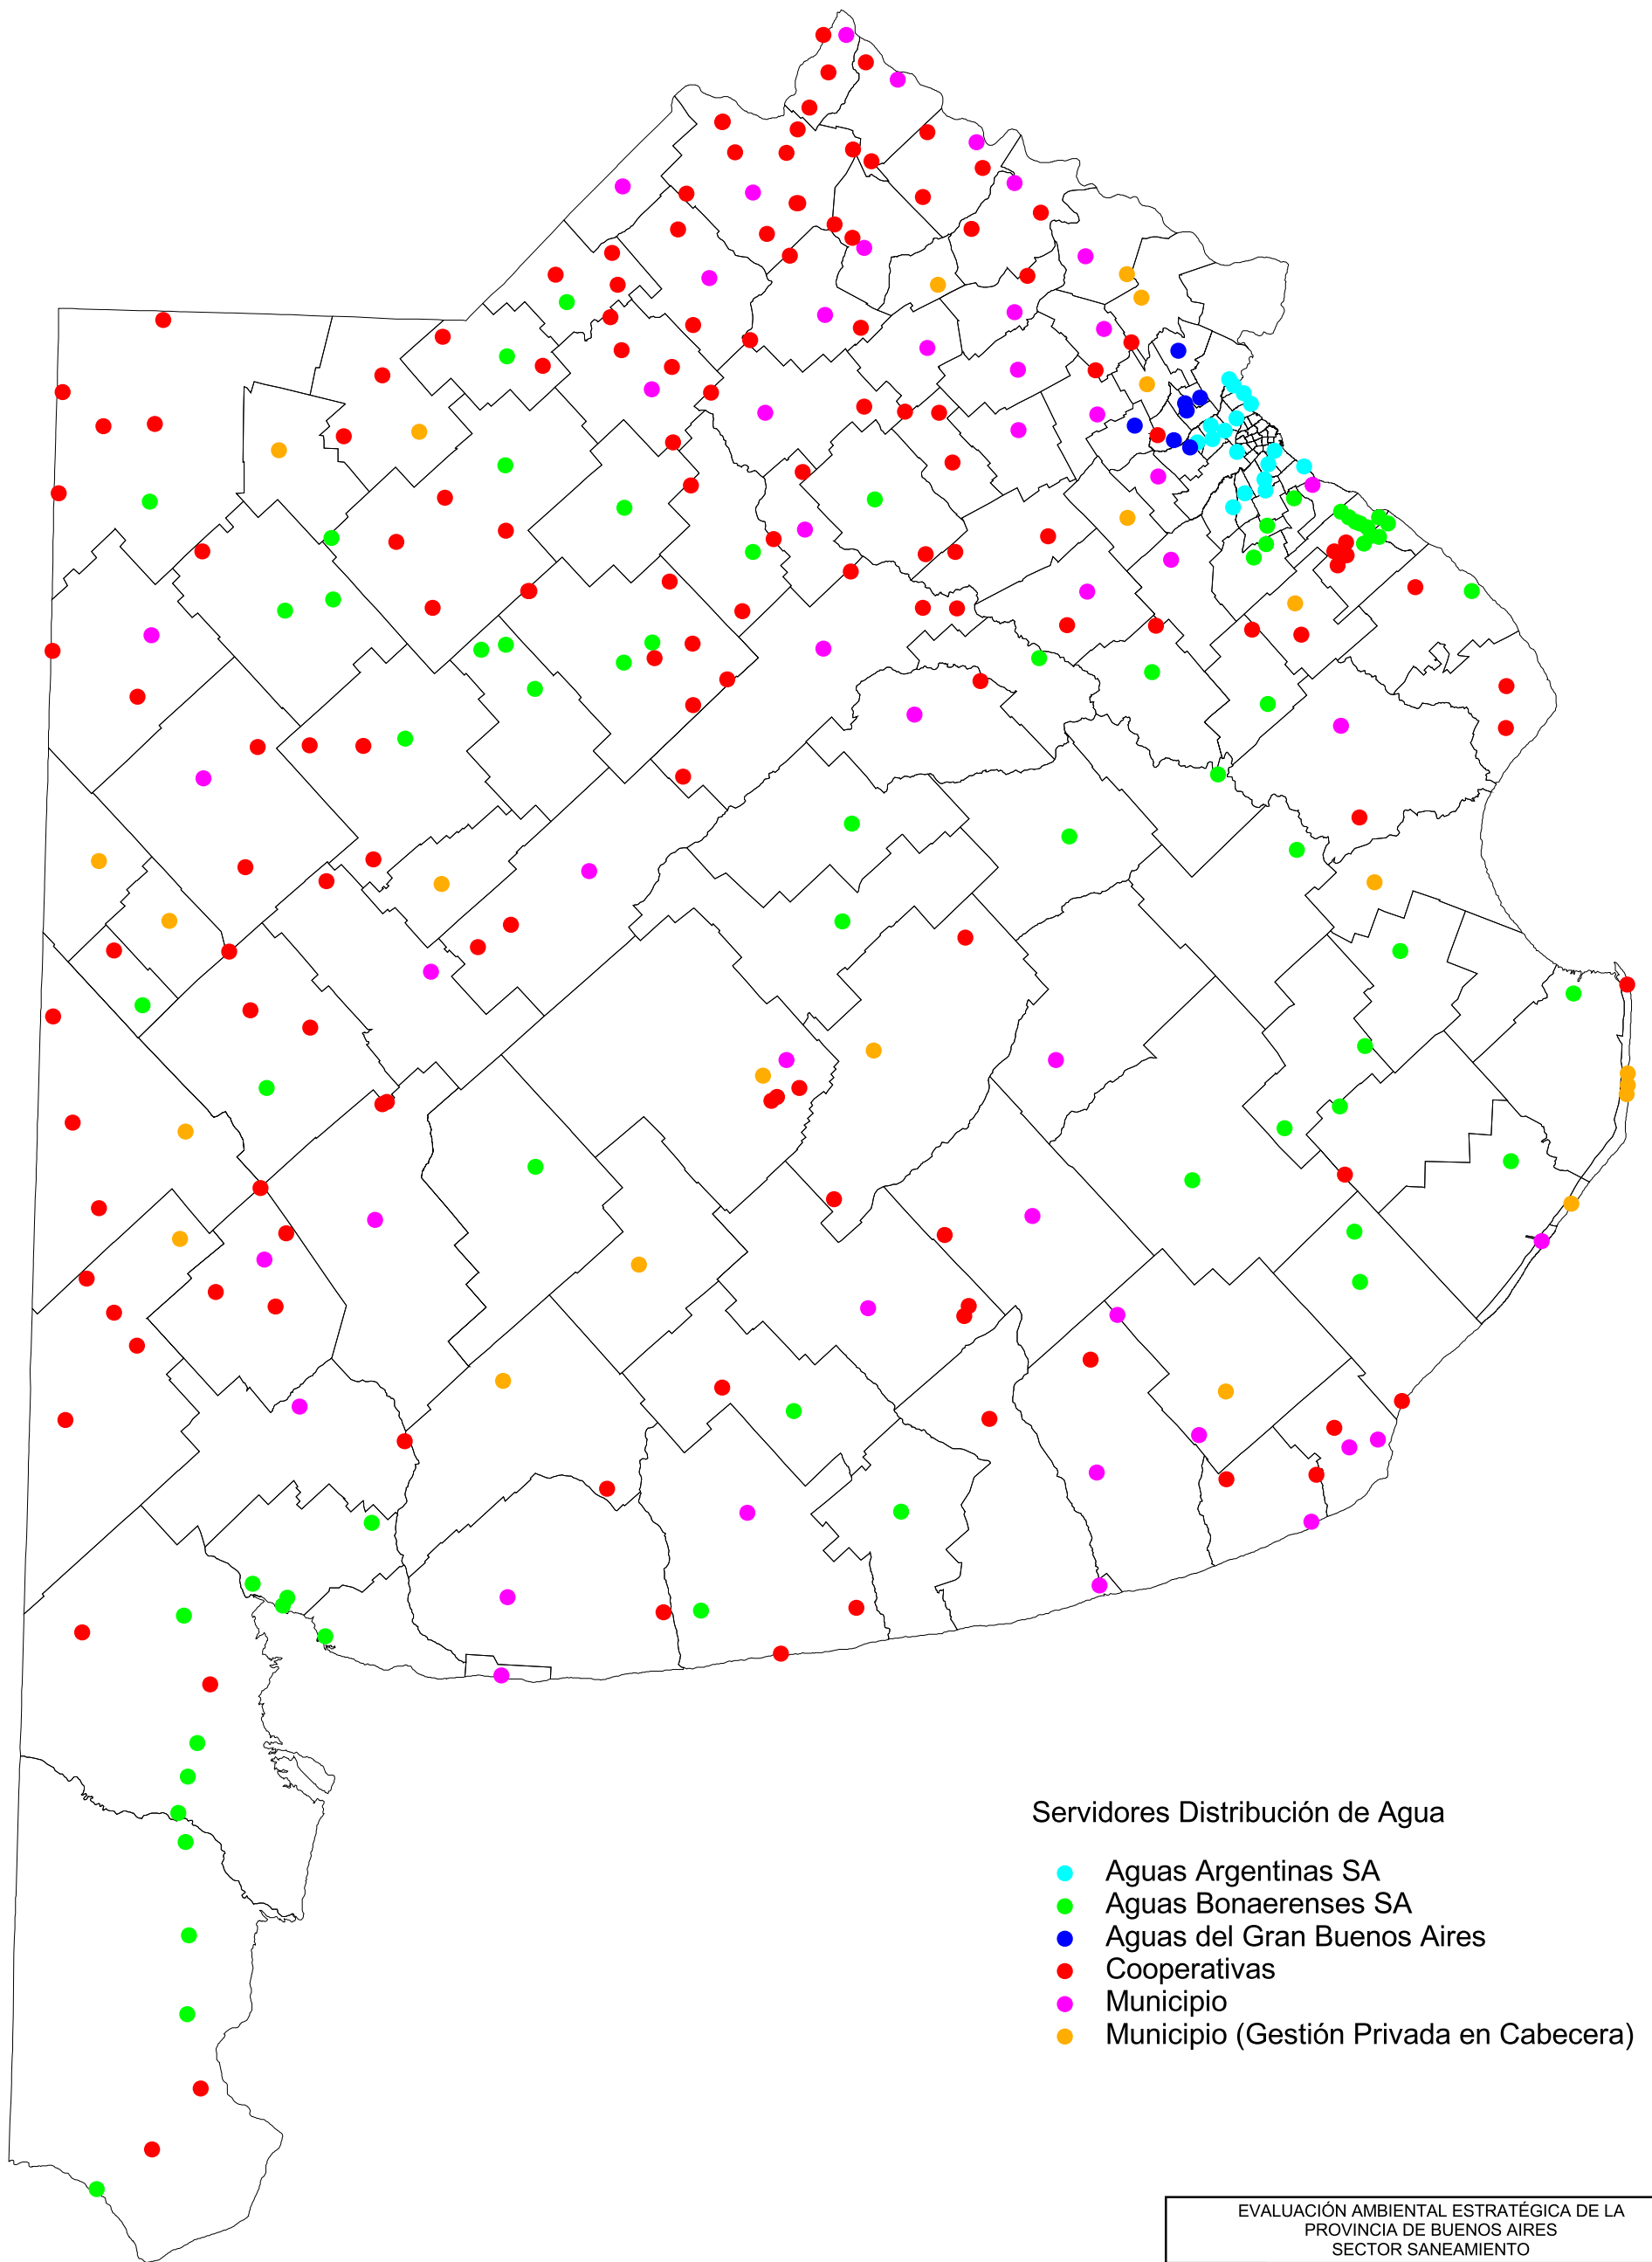 Servidores Distribución de Agua
Aguas Argentinas SA
Aguas Bonaerenses SA
Aguas del Gran Buenos Aires
Cooperativas
Municipio
Municipio (Gestión Privada en Cabecera)
EVALUACIÓN AMBIENTAL ESTRATÉGICA DE LA
PROVINCIA DE BUENOS AIRES
SECTOR SANEAMIENTO